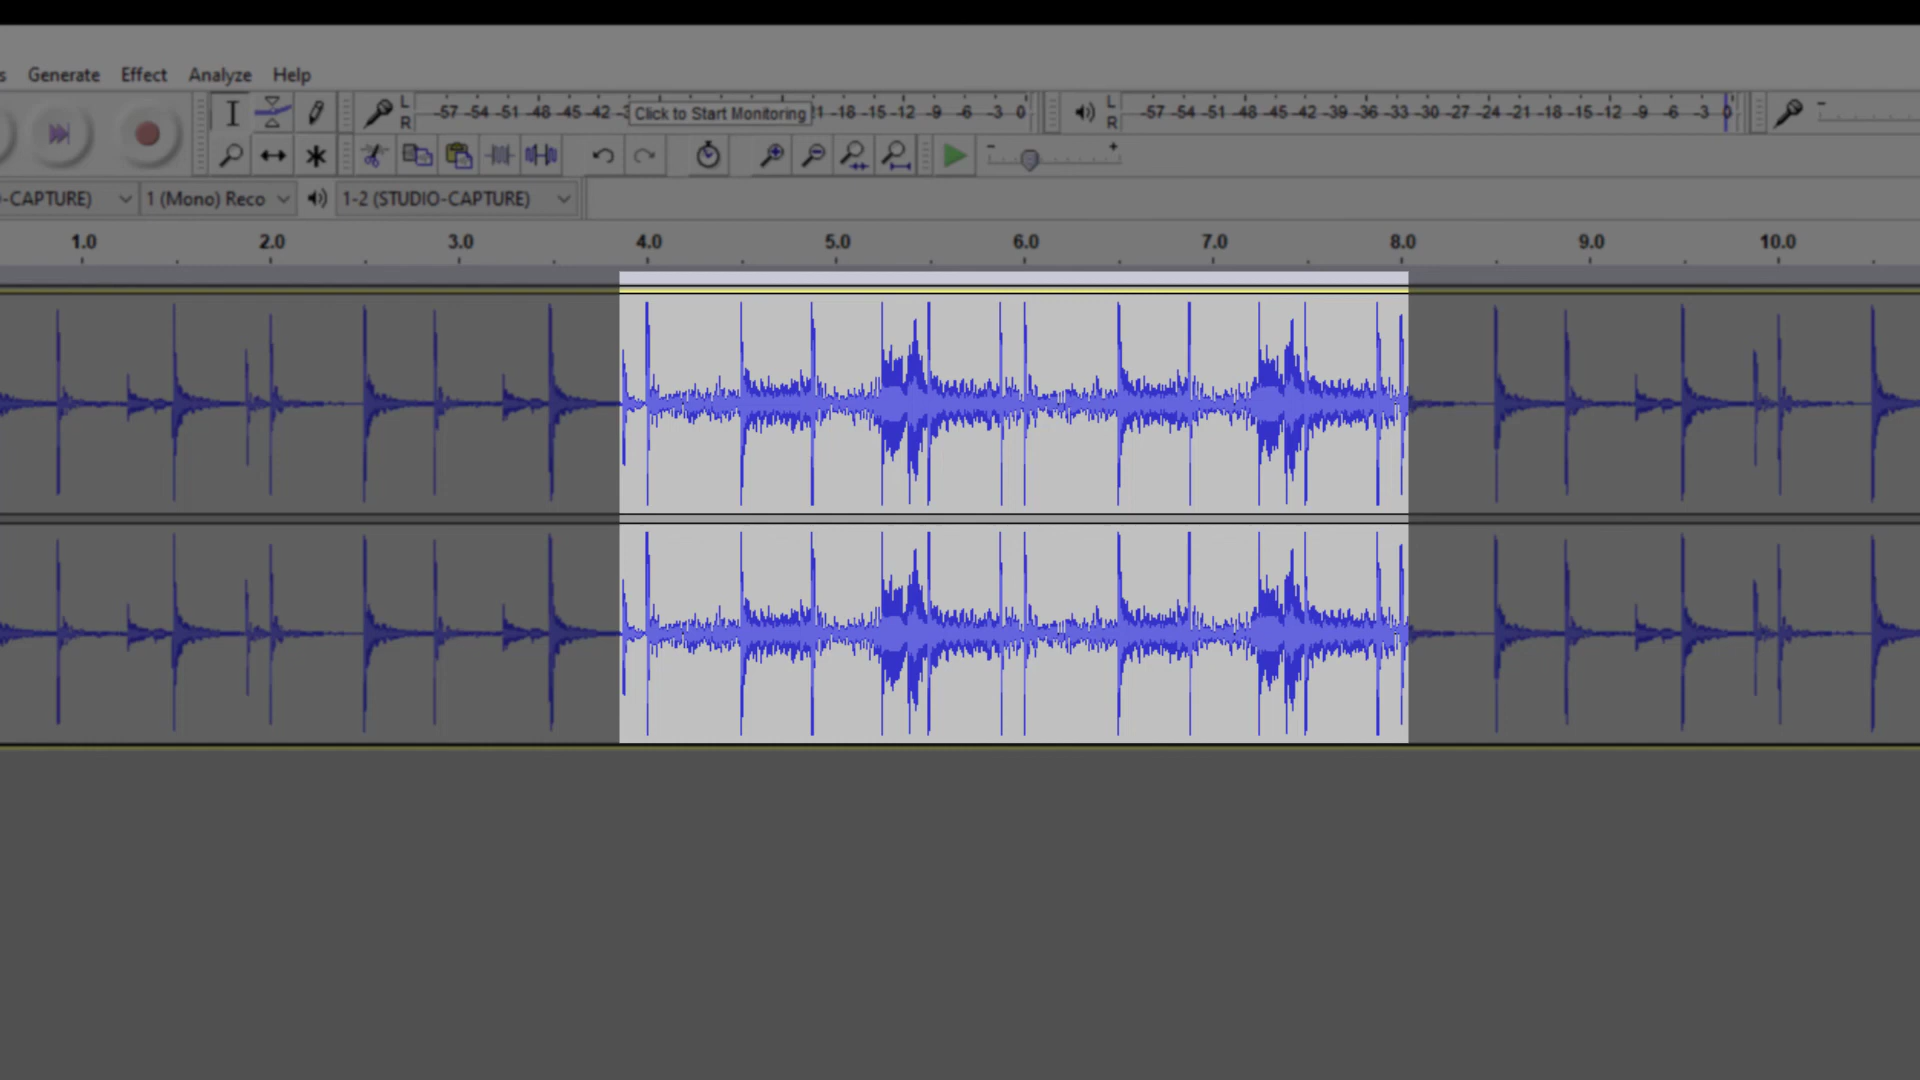 s Generate Effect Analyze Help
L -57 -54 -51 -48 -45 -42 -3 Click to Start Monitoring 1 -18 -15 -12 -9 -6 -3 0 L -57 -54 -51 -48 -45 -42 -39 -36 -33 -30 -27 -24 -21 -18 -15 -12 -9 -6 -3 0 -
R R
- +
-CAPTURE) 1 (Mono) Reco 1-2 (STUDIO-CAPTURE)
1.0 2.0 3.0 4.0 5.0 6.0 7.0 8.0 9.0 10.0